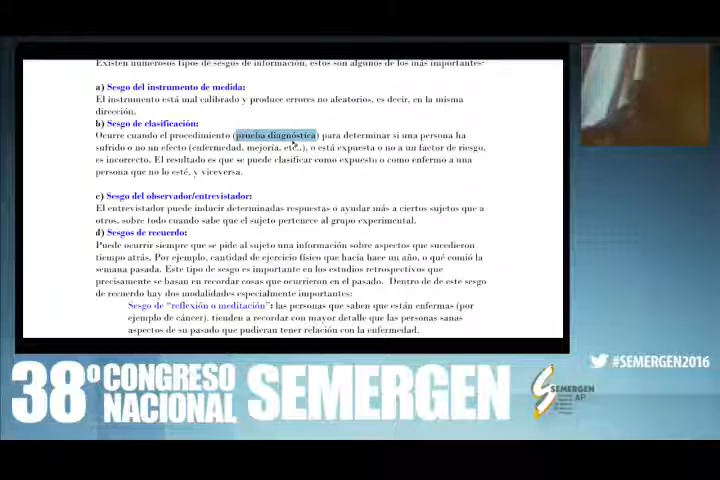 Existen numerosos tipos de sesgos de información, estos son algunos de los más importantes:
a) Sesgo del instrumento de medida:
El instrumento está mal calibrado y produce errores no aleatorios, es decir, en la misma
dirección.
b) Sesgo de clasificación:
Ocurre cuando el procedimiento (prueba diagnóstica) para determinar si una persona ha
sufrido o no un efecto (enfermedad, mejoría, etc..), o está expuesta o no a un factor de riesgo,
es incorrecto. El resultado es que se puede clasificar como expuesto o como enfermo a una
persona que no lo esté, y viceversa.
c) Sesgo del observador/entrevistador:
El entrevistador puede inducir determinadas respuestas o ayudar más a ciertos sujetos que a
otros, sobre todo cuando sabe que el sujeto pertenece al grupo experimental.
d) Sesgos de recuerdo:
Puede ocurrir siempre que se pide al sujeto una información sobre aspectos que sucedieron
tiempo atrás. Por ejemplo, cantidad de ejercicio físico que hacía hace un año, o qué comió la
semana pasada. Este tipo de sesgo es importante en los estudios retrospectivos que
precisamente se basan en recordar cosas que ocurrieron en el pasado. Dentro de de este sesgo
de recuerdo hay dos modalidades especialmente importantes:
Sesgo de “reflexión o meditación”: las personas que saben que están enfermas (por
ejemplo de cáncer), tienden a recordar con mayor detalle que las personas sanas
aspectos de su pasado que pudieran tener relación con la enfermedad.
#SEMERGEN2016
38º CONGRESO
NACIONAL SEMERGEN
SEMERGEN
AP